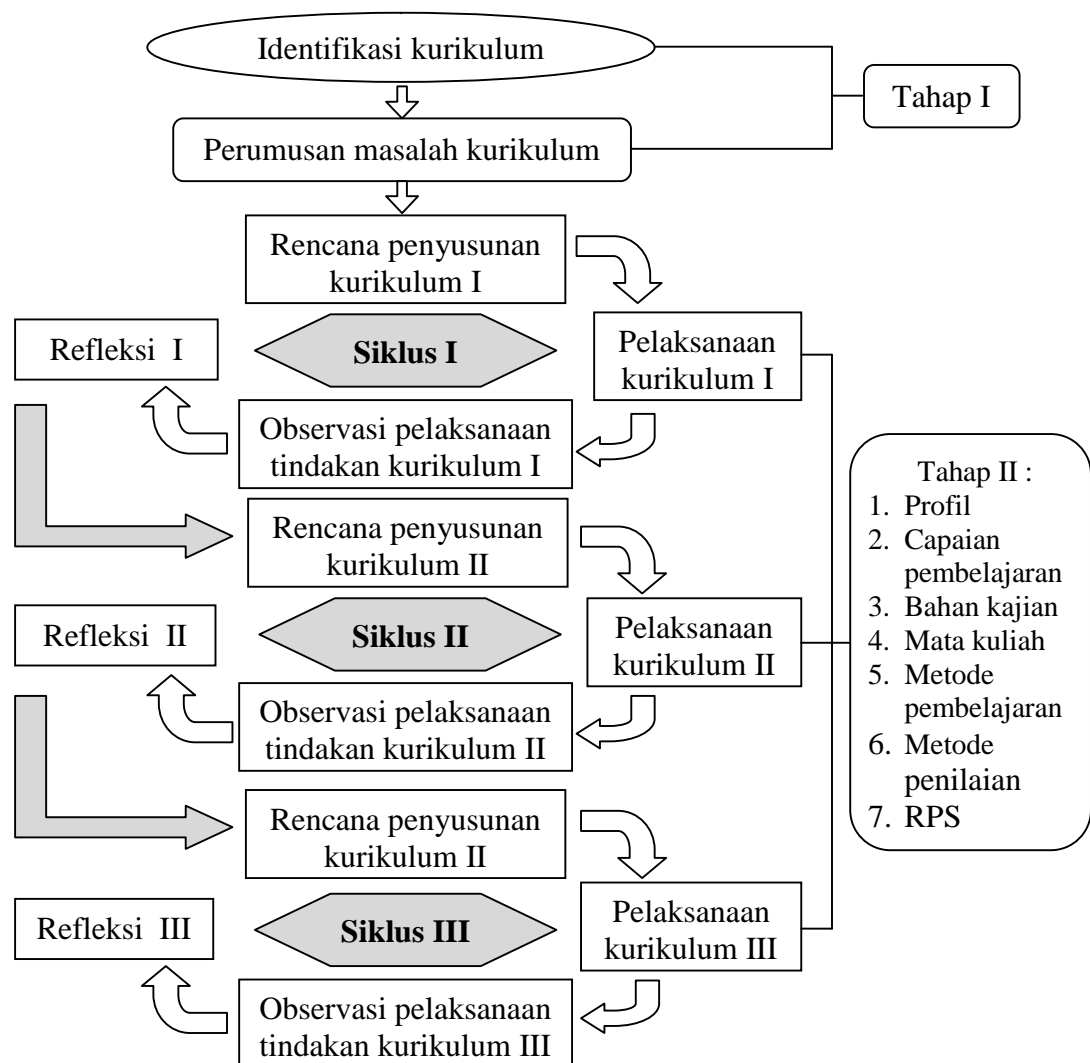 Identifikasi kurikulum
Tahap I
Perumusan masalah kurikulum
Rencana penyusunan
kurikulum I
Refleksi I
Siklus I
Pelaksanaan
kurikulum I
Observasi pelaksanaan
tindakan kurikulum I
Rencana penyusunan
kurikulum II
Refleksi II
Siklus II
Pelaksanaan
kurikulum II
Observasi pelaksanaan
tindakan kurikulum II
Rencana penyusunan
kurikulum II
Refleksi III
Siklus III
Pelaksanaan
kurikulum III
Observasi pelaksanaan
tindakan kurikulum III
Tahap II :
1. Profil
2. Capaian
pembelajaran
3. Bahan kajian
4. Mata kuliah
5. Metode
pembelajaran
6. Metode
penilaian
7. RPS